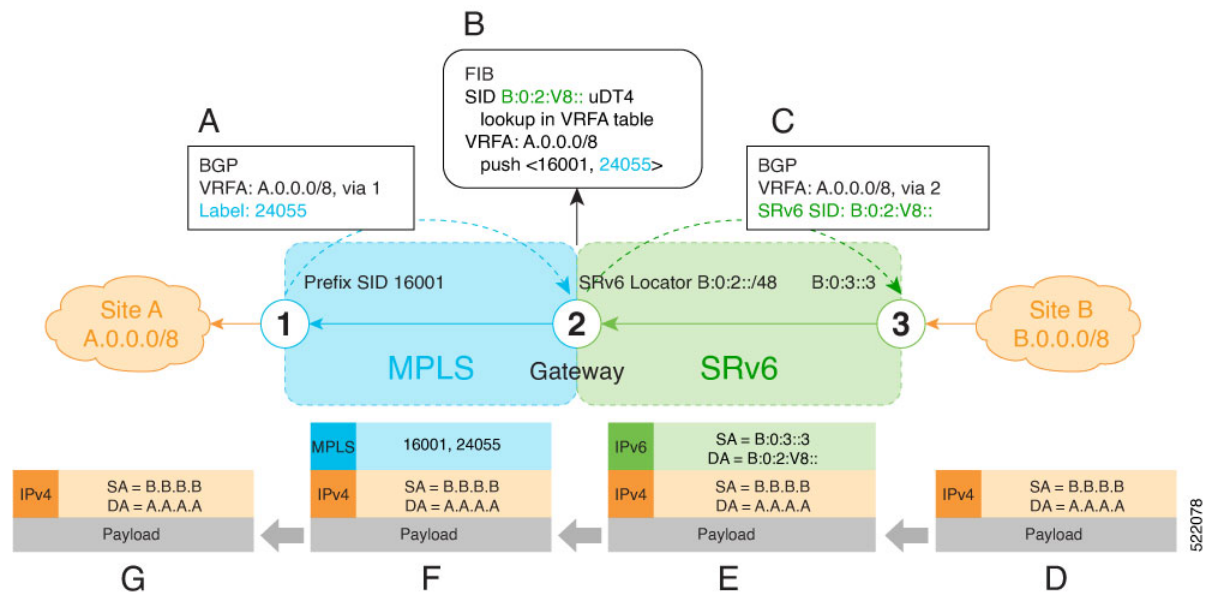 B
FIB
SID B:0:2:V8:: uDT4
lookup in VRFA table
VRFA: A.0.0.0/8
push <16001, 24055>
A
BGP
VRFA: A.0.0.0/8, via 1
Label: 24055
C
BGP
VRFA: A.0.0.0/8, via 2
SRv6 SID: B:0:2:V8::
Prefix SID 16001
SRv6 Locator B:0:2::/48
B:0:3::3
Site A
A.0.0.0/8
1
2
3
Site B
B.0.0.0/8
MPLS
Gateway
SRv6
IPv4
SA = B.B.B.B
DA = A.A.A.A
Payload
G
MPLS
16001, 24055
IPv4
SA = B.B.B.B
DA = A.A.A.A
Payload
F
IPv6
SA = B:0:3::3
DA = B:0:2:V8::
IPv4
SA = B.B.B.B
DA = A.A.A.A
Payload
E
IPv4
SA = B.B.B.B
DA = A.A.A.A
Payload
D
522078